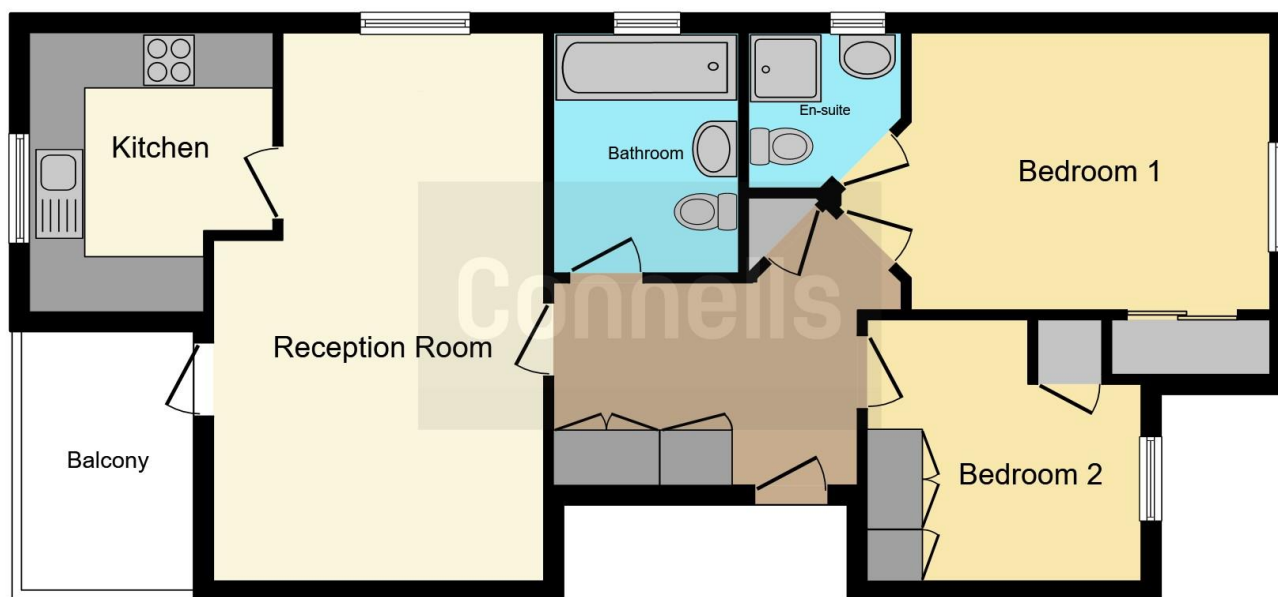 Kitchen
Bathroom
En-suite
Bedroom 1
Connells
Reception Room
Balcony
Bedroom 2